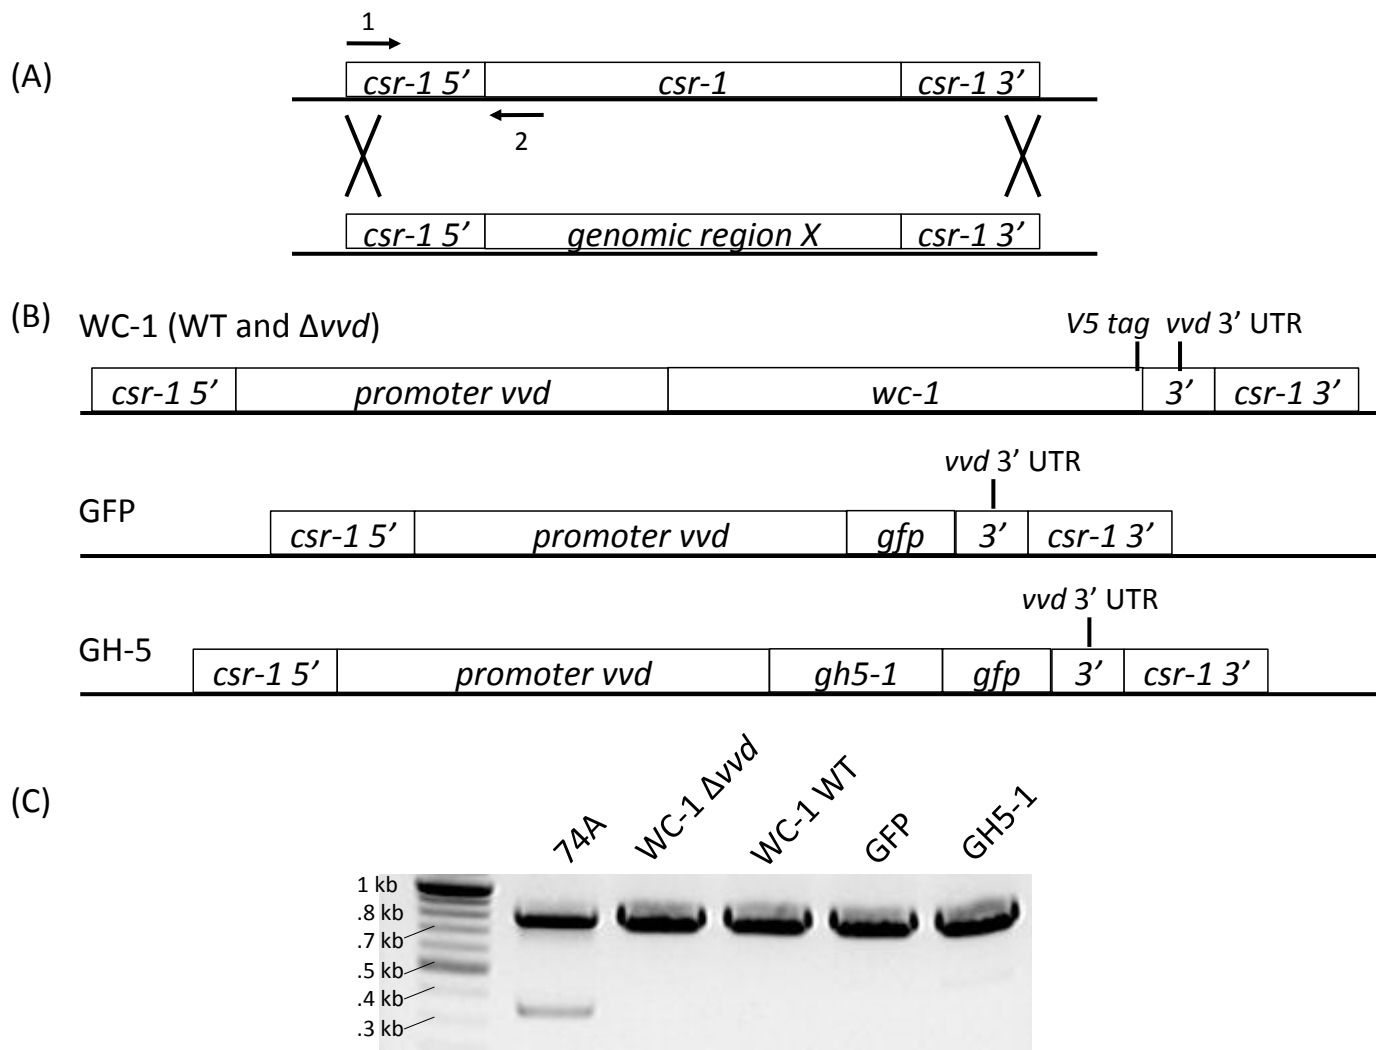 1
(A)
csr-1 5’ csr-1 csr-1 3’
2
csr-1 5’ genomic region X csr-1 3’
(B) WC-1 (WT and Δvvd) V5 tag vvd 3’ UTR
csr-1 5’ promoter vvd wc-1 3’ csr-1 3’
vvd 3’ UTR
GFP
csr-1 5’ promoter vvd gfp 3’ csr-1 3’
vvd 3’ UTR
GH-5
csr-1 5’ promoter vvd gh5-1 gfp 3’ csr-1 3’
(C)
74A WC-1 Δvvd WC-1 WT GFP GH5-1
1 kb
.8 kb
.7 kb
.5 kb
.4 kb
.3 kb